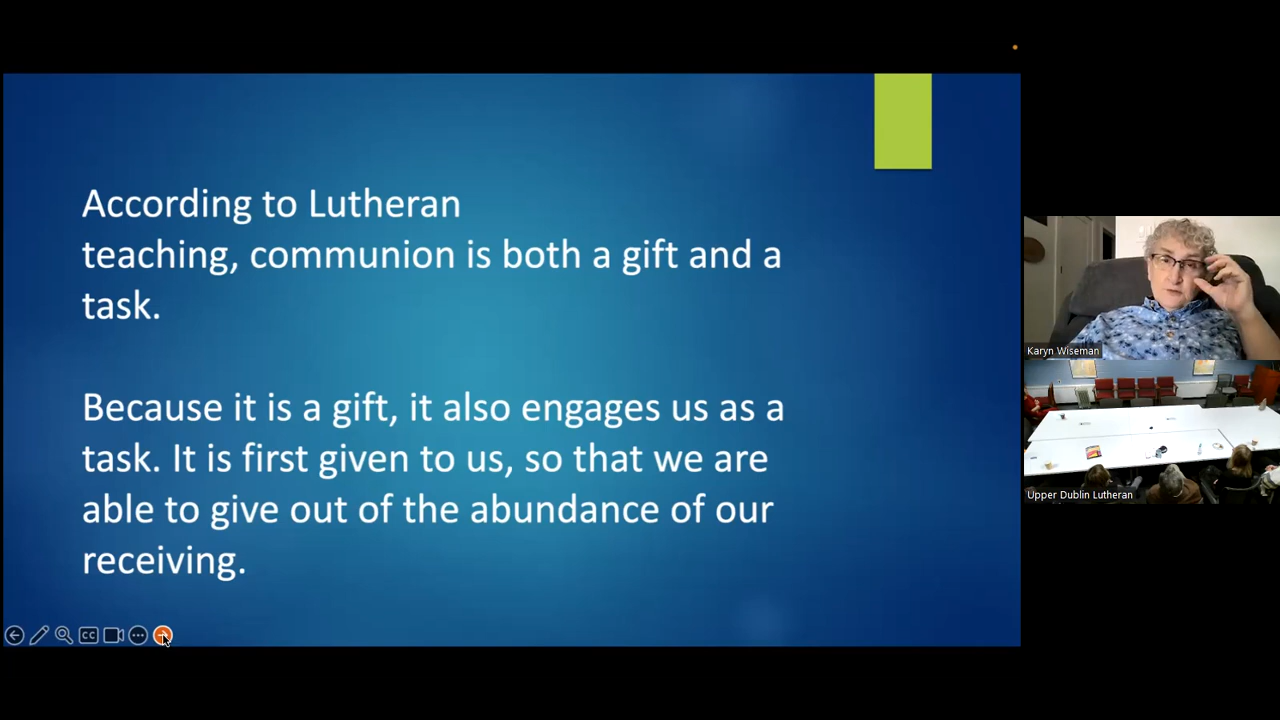 According to Lutheran
teaching, communion is both a gift and a
task.
Because it is a gift, it also engages us as a
task. It is first given to us, so that we are
able to give out of the abundance of our
receiving.
CC
Karyn Wiseman
Upper Dublin Lutheran